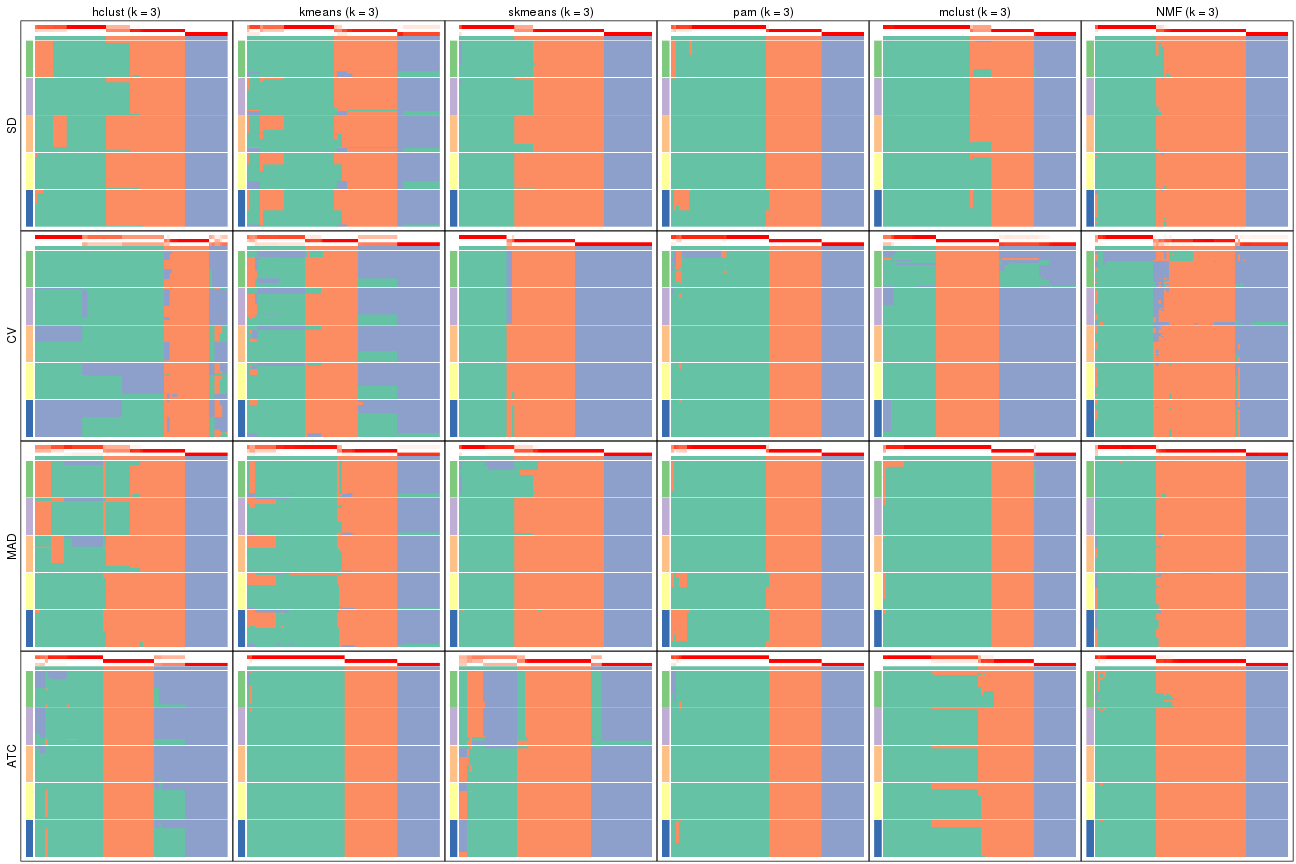 hclust (k = 3)
kmeans (k = 3)
skmeans (k = 3)
pam (k = 3)
mclust (k = 3)
NMF (k = 3)
SD
CV
MAD
ATC